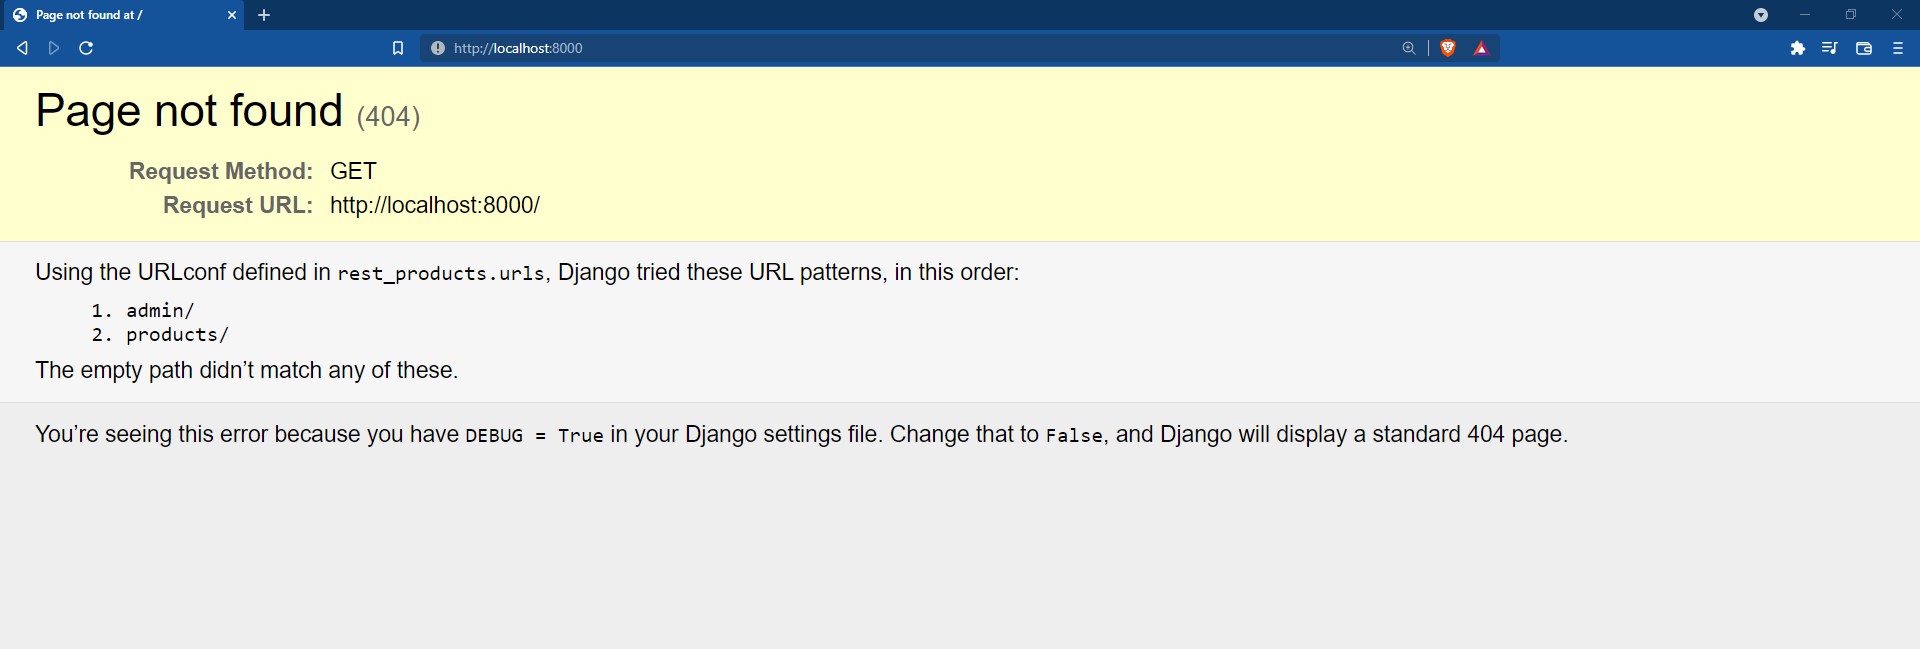 Page not found at /
http://localhost:8000
Page not found (404)
Request Method: GET
Request URL: http://localhost:8000/
Using the URLconf defined in rest_products.urls, Django tried these URL patterns, in this order:
1. admin/
2. products/
The empty path didn’t match any of these.
You’re seeing this error because you have DEBUG = True in your Django settings file. Change that to False, and Django will display a standard 404 page.